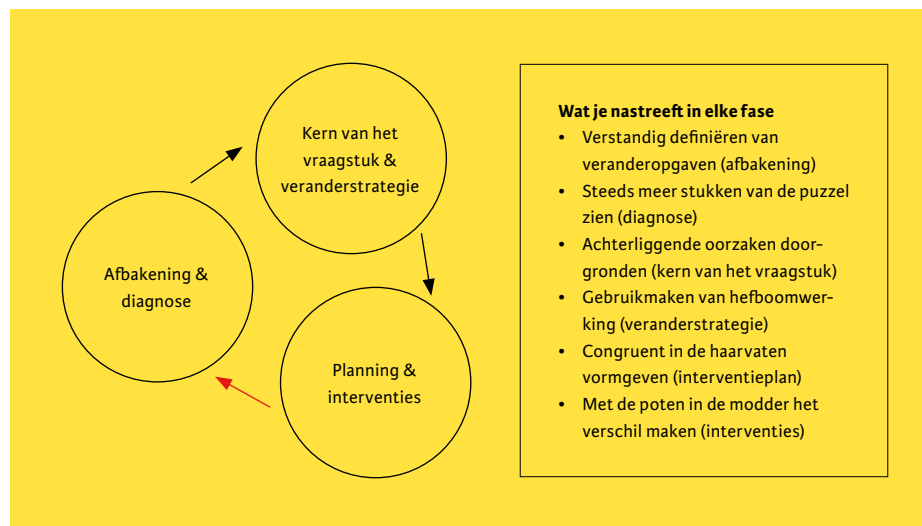 Kern van het
vraagstuk &
veranderstrategie
Afbakening &
diagnose
Planning &
interventies
Wat je nastreeft in elke fase
• Verstandig definiëren van
veranderopgaven (afbakening)
• Steeds meer stukken van de puzzel
zien (diagnose)
• Achterliggende oorzaken door-
gronden (kern van het vraagstuk)
• Gebruikmaken van hefboomwer-
king (veranderstrategie)
• Congruent in de haarvaten
vormgeven (interventieplan)
• Met de poten in de modder het
verschil maken (interventies)